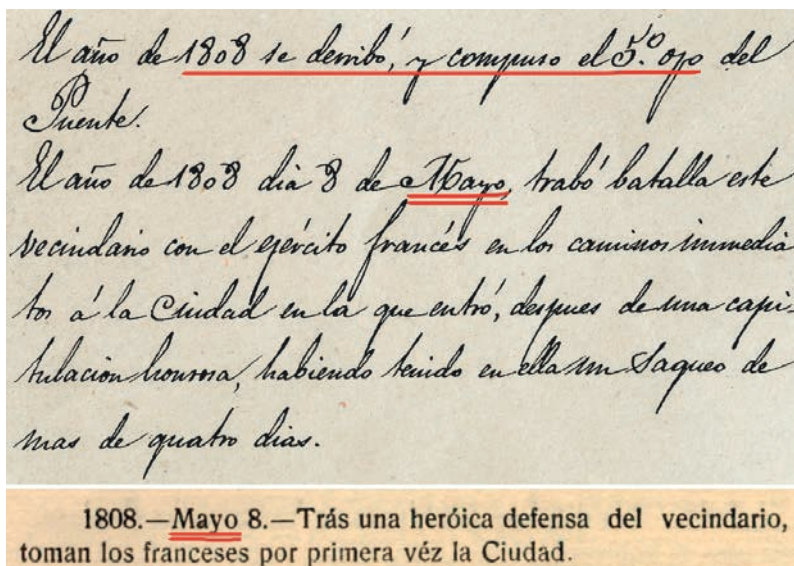 El año de 1808 se derribó, y compuso el 5.º ojo del
Puente.
El año de 1808 dia 8 de Mayo, trabó batalla este
vecindario con el ejército francés en los caminos immedia
tos á la Ciudad en la que entró, despues de una capi-
tulacion honrosa, habiendo tenido en ella un Saqueo de
mas de quatro dias.
1808.—Mayo 8.—Trás una heróica defensa del vecindario,
toman los franceses por primera véz la Ciudad.